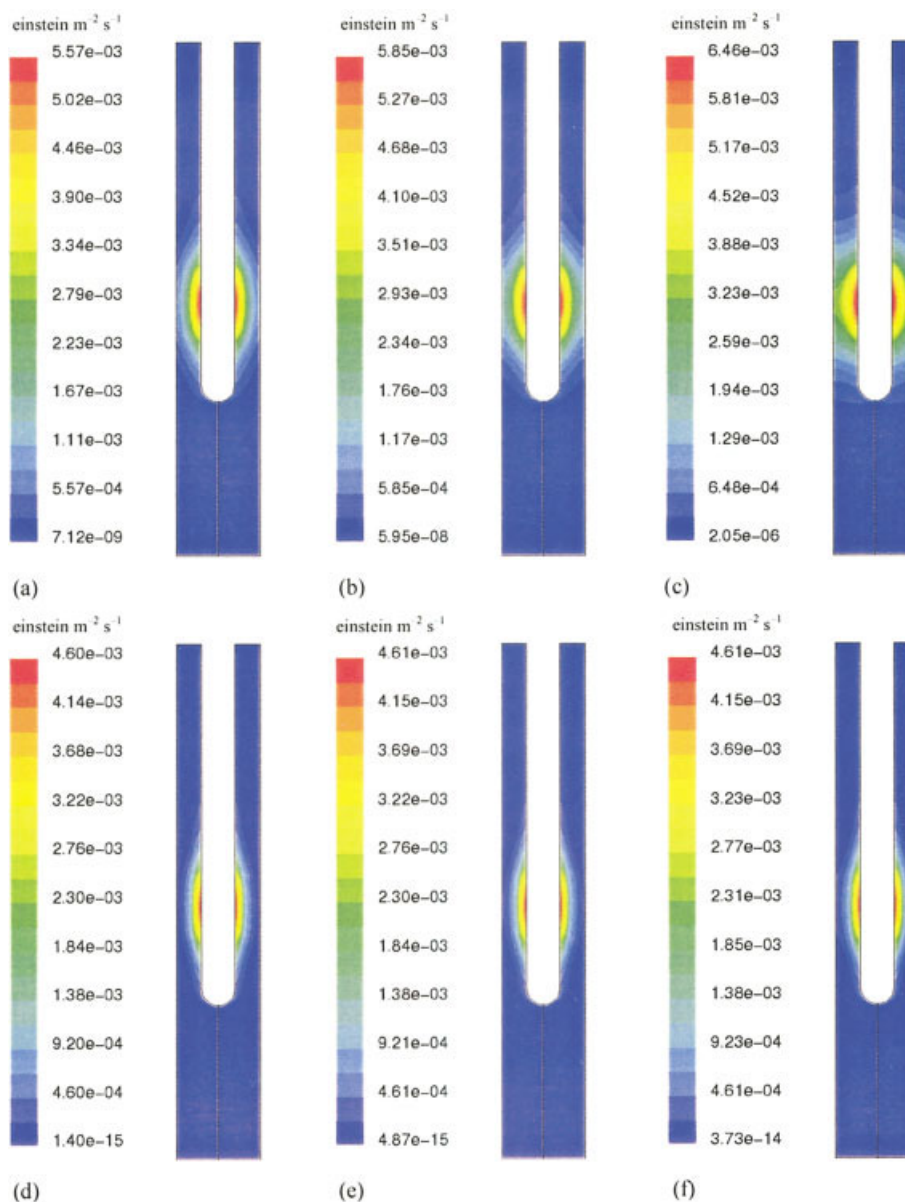 einstein m⁻² s⁻¹
5.57e−03
5.02e−03
4.46e−03
3.90e−03
3.34e−03
2.79e−03
2.23e−03
1.67e−03
1.11e−03
5.57e−04
7.12e−09
(a)
einstein m⁻² s⁻¹
5.85e−03
5.27e−03
4.68e−03
4.10e−03
3.51e−03
2.93e−03
2.34e−03
1.76e−03
1.17e−03
5.85e−04
5.95e−08
(b)
einstein m⁻² s⁻¹
6.46e−03
5.81e−03
5.17e−03
4.52e−03
3.88e−03
3.23e−03
2.59e−03
1.94e−03
1.29e−03
6.48e−04
2.05e−06
(c)
einstein m⁻² s⁻¹
4.60e−03
4.14e−03
3.68e−03
3.22e−03
2.76e−03
2.30e−03
1.84e−03
1.38e−03
9.20e−04
4.60e−04
1.40e−15
(d)
einstein m⁻² s⁻¹
4.61e−03
4.15e−03
3.69e−03
3.22e−03
2.76e−03
2.30e−03
1.84e−03
1.38e−03
9.21e−04
4.61e−04
4.87e−15
(e)
einstein m⁻² s⁻¹
4.61e−03
4.15e−03
3.69e−03
3.23e−03
2.77e−03
2.31e−03
1.85e−03
1.38e−03
9.23e−04
4.61e−04
3.73e−14
(f)